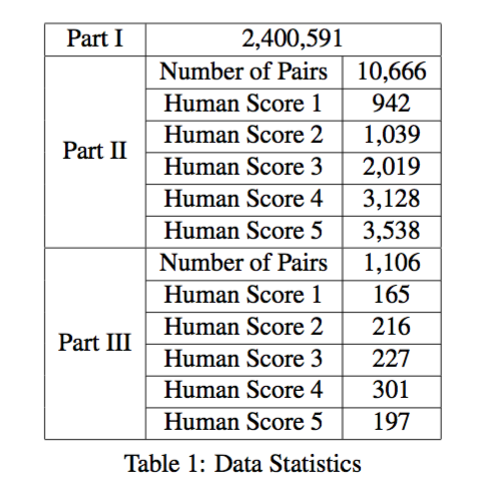 Part I 2,400,591
Part II
Number of Pairs 10,666
Human Score 1 942
Human Score 2 1,039
Human Score 3 2,019
Human Score 4 3,128
Human Score 5 3,538
Part III
Number of Pairs 1,106
Human Score 1 165
Human Score 2 216
Human Score 3 227
Human Score 4 301
Human Score 5 197
Table 1: Data Statistics